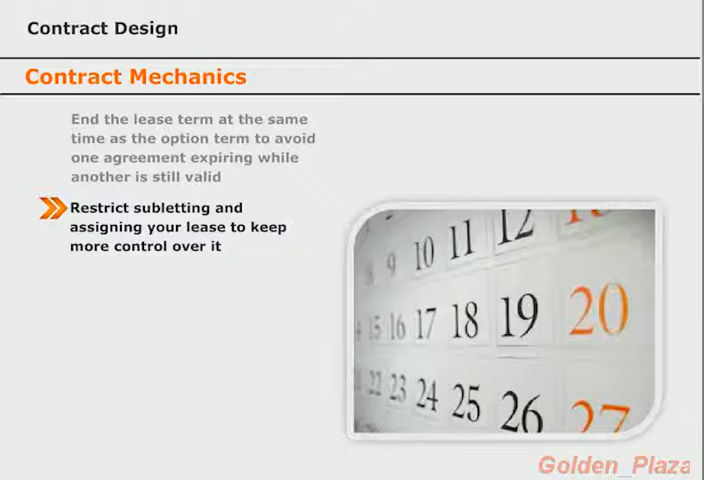 Contract Design
Contract Mechanics
End the lease term at the same
time as the option term to avoid
one agreement expiring while
another is still valid
Restrict subletting and
assigning your lease to keep
more control over it
9 10 11 12
15 16 17 18 19 20
22 23 24 25 26 27
Golden_Plaza